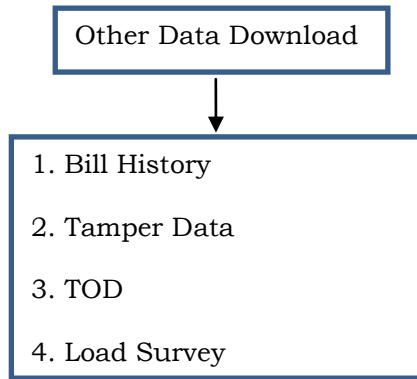 Other Data Download
1. Bill History
2. Tamper Data
3. TOD
4. Load Survey